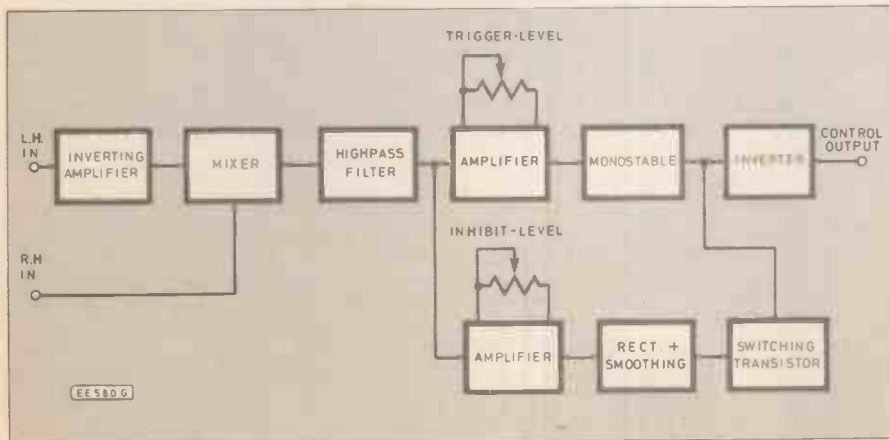 TRIGGER-LEVEL
L.H.
IN
INVERTING
AMPLIFIER
MIXER
HIGHPASS
FILTER
AMPLIFIER
MONOSTABLE
INVERTER
CONTROL
OUTPUT
INHIBIT-LEVEL
R.H
IN
AMPLIFIER
RECT. +
SMOOTHING
SWITCHING
TRANSISTOR
EE580G